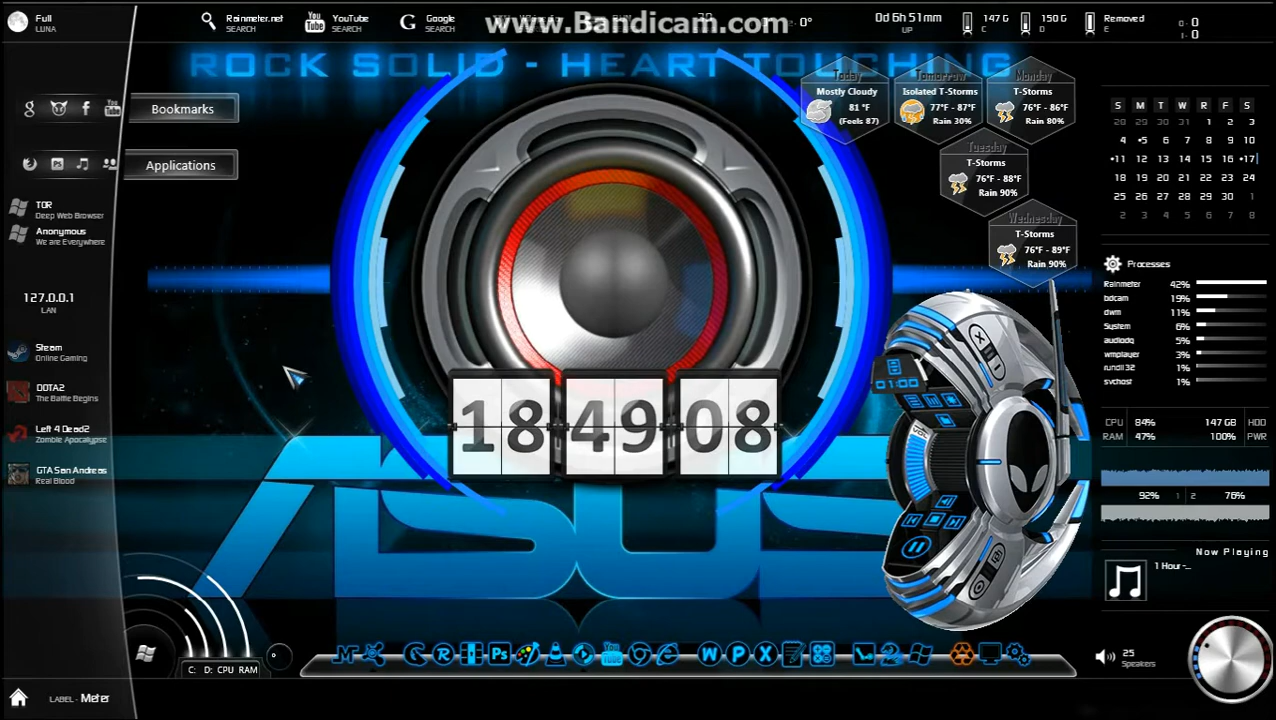 Full
LUNA
Rainmeter.net
SEARCH
YouTube
SEARCH
Google
SEARCH
www.Bandicam.com
0°
0d 6h 51mm
UP
147 G
C
150 G
D
Removed
E
O: 0
I: 0
ROCK SOLID - HEART TOUCHING
Bookmarks
Applications
TOR
Deep Web Browser
Anonymous
We are Everywhere
127.0.0.1
LAN
Steam
Online Gaming
DOTA2
The Battle Begins
Left 4 Dead2
Zombie Apocalypse
GTA San Andreas
Real Blood
Today
Mostly Cloudy
81 °F
(Feels 87)
Tomorrow
Isolated T-Storms
77°F - 87°F
Rain 30%
Monday
T-Storms
76°F - 86°F
Rain 80%
Tuesday
T-Storms
76°F - 88°F
Rain 90%
Wednesday
T-Storms
76°F - 89°F
Rain 90%
S M T W R F S
28 29 30 31 1 2 3
4 •5 6 7 8 9 10
•11 12 13 14 15 16 •17
18 19 20 21 22 23 24
25 26 27 28 29 30 1
2 3 4 5 6 7 8
Processes
Rainmeter 42%
bdcam 19%
dwm 11%
System 6%
audiodg 5%
wmplayer 3%
rundll32 1%
svchost 1%
CPU 84% 147 GB HDD
RAM 47% 100% PWR
92% 1 2 76%
Now Playing
1 Hour -...
25
Speakers
18 49 08
01:00
VOL
ASUS
C: D: CPU RAM
LABEL - Meter